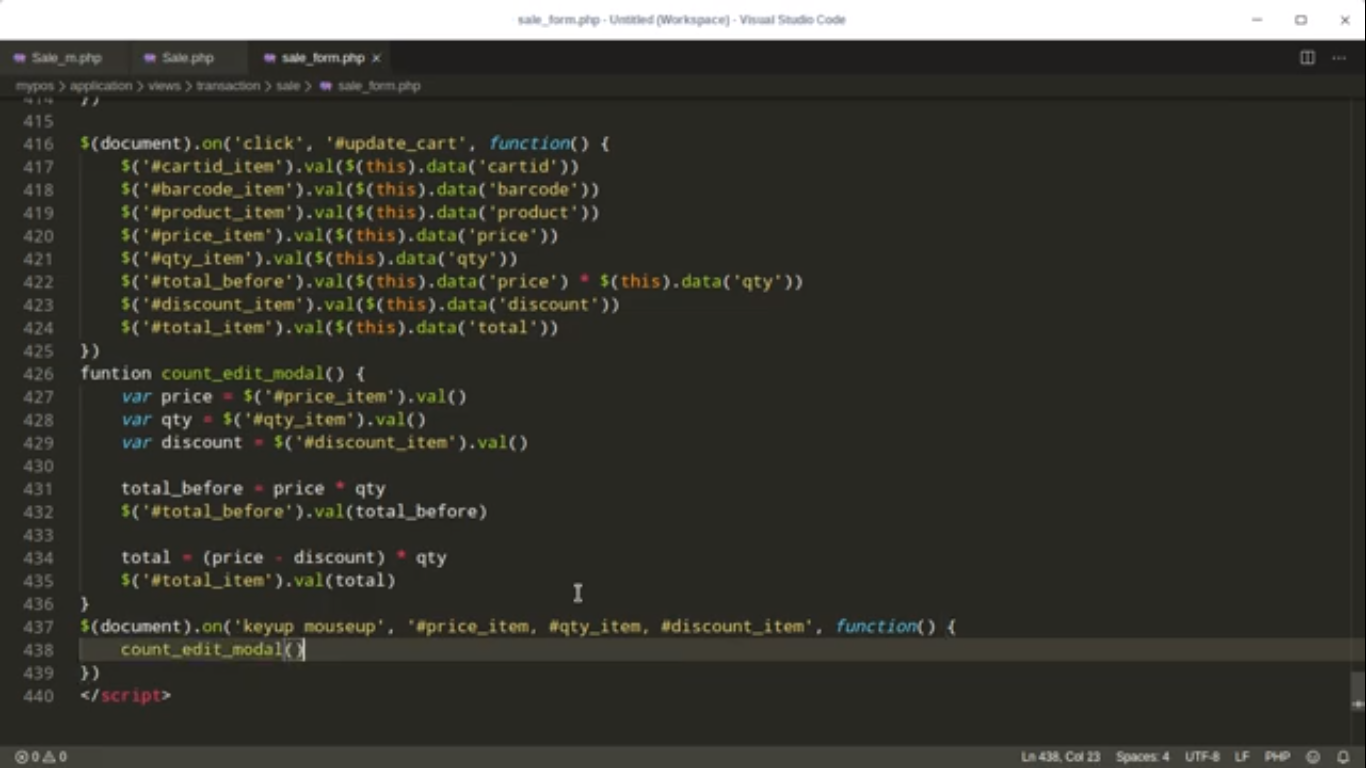 sale_form.php - Untitled (Workspace) - Visual Studio Code
Sale_m.php Sale.php sale_form.php ×
mypos > application > views > transaction > sale > sale_form.php
414 })
415
416 $(document).on('click', '#update_cart', function() {
417 $('#cartid_item').val($(this).data('cartid'))
418 $('#barcode_item').val($(this).data('barcode'))
419 $('#product_item').val($(this).data('product'))
420 $('#price_item').val($(this).data('price'))
421 $('#qty_item').val($(this).data('qty'))
422 $('#total_before').val($(this).data('price') * $(this).data('qty'))
423 $('#discount_item').val($(this).data('discount'))
424 $('#total_item').val($(this).data('total'))
425 })
426 funtion count_edit_modal() {
427 var price = $('#price_item').val()
428 var qty = $('#qty_item').val()
429 var discount = $('#discount_item').val()
430
431 total_before = price * qty
432 $('#total_before').val(total_before)
433
434 total = (price - discount) * qty
435 $('#total_item').val(total)
436 }
437 $(document).on('keyup mouseup', '#price_item, #qty_item, #discount_item', function() {
438 count_edit_modal()
439 })
440 </script>
0 0 Ln 438, Col 23 Spaces: 4 UTF-8 LF PHP